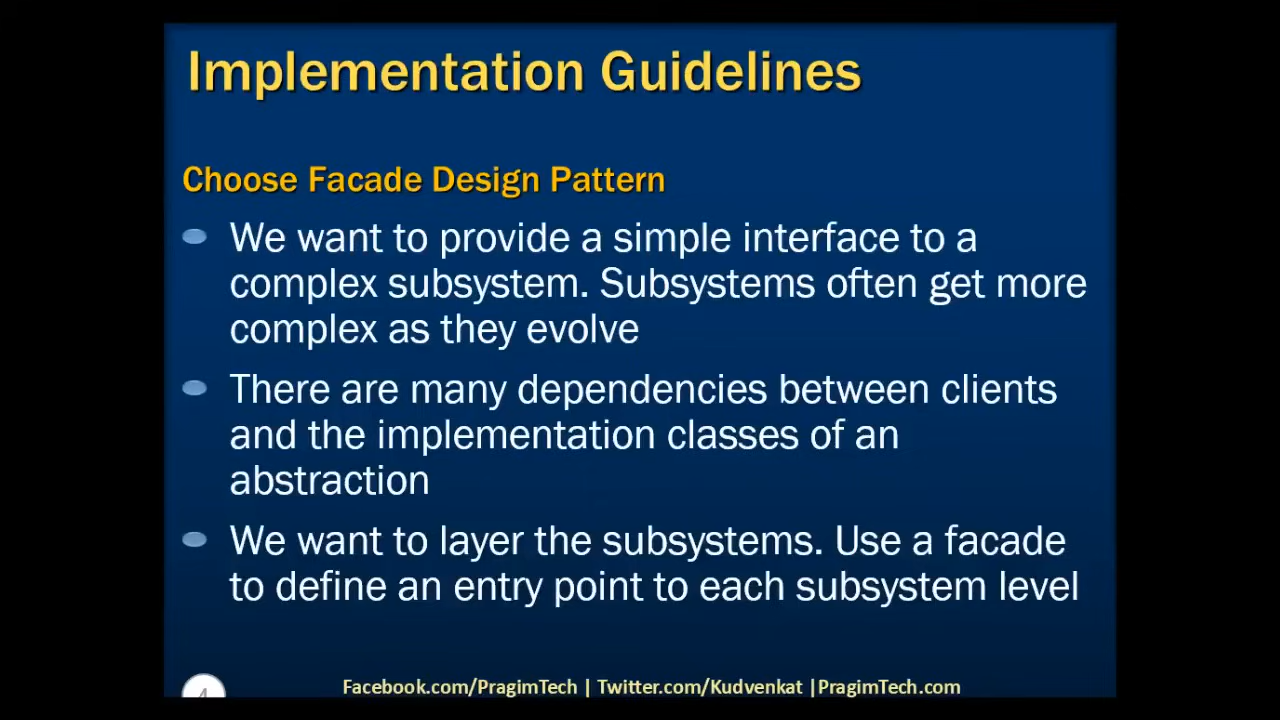 Implementation Guidelines
Choose Facade Design Pattern
We want to provide a simple interface to a
complex subsystem. Subsystems often get more
complex as they evolve
There are many dependencies between clients
and the implementation classes of an
abstraction
We want to layer the subsystems. Use a facade
to define an entry point to each subsystem level
4
Facebook.com/PragimTech | Twitter.com/Kudvenkat |PragimTech.com